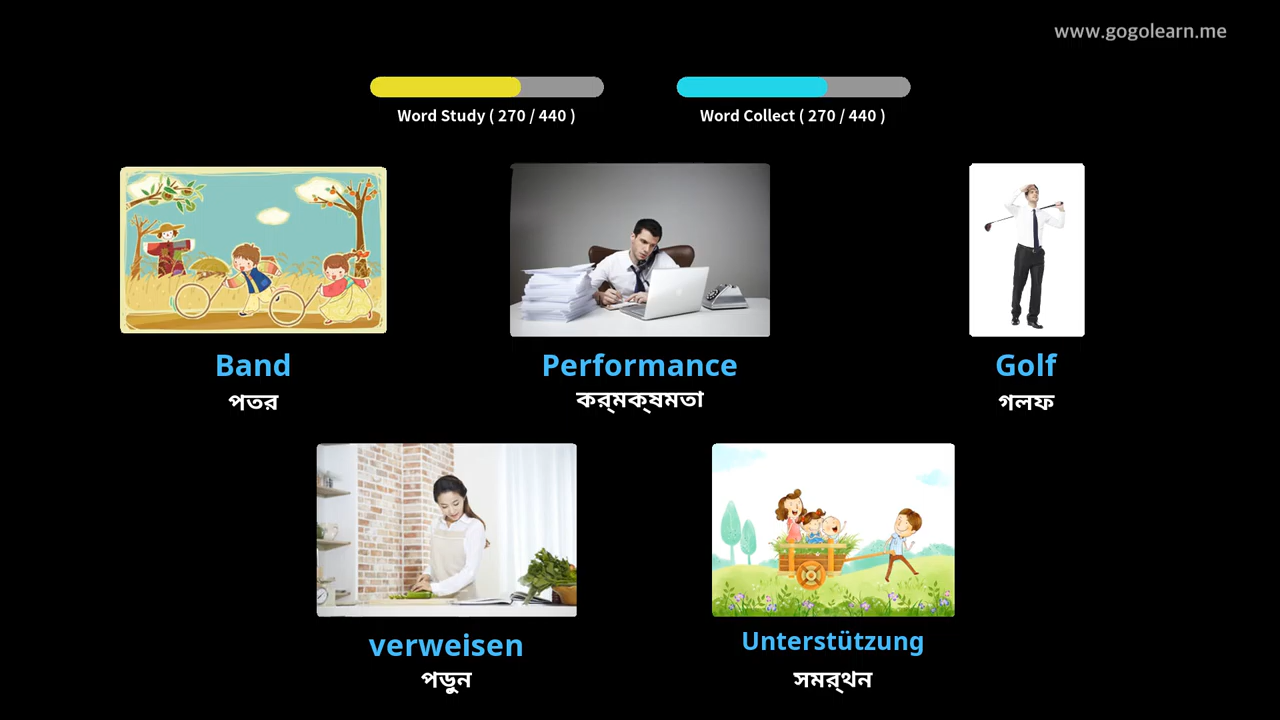 www.gogolearn.me
Word Study ( 270 / 440 )
Word Collect ( 270 / 440 )
Band
পতর
Performance
কর্‌মক্‌ষমতা
Golf
গলফ
verweisen
পড়ুন
Unterstützung
সমর্‌থন